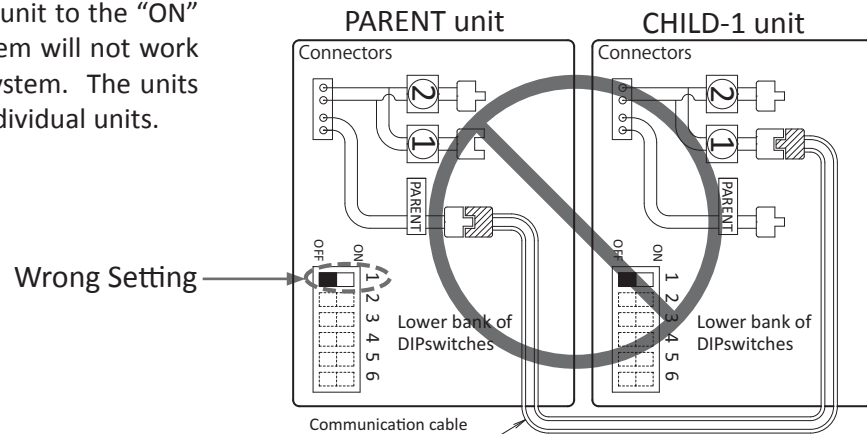 unit to the “ON”
em will not work
ystem. The units
dividual units.
PARENT unit
Connectors
2
1
PARENT
OFF
ON
1
2
3
4
5
6
Wrong Setting
Lower bank of
DIPswitches
CHILD-1 unit
Connectors
2
1
PARENT
OFF
ON
1
2
3
4
5
6
Lower bank of
DIPswitches
Communication cable